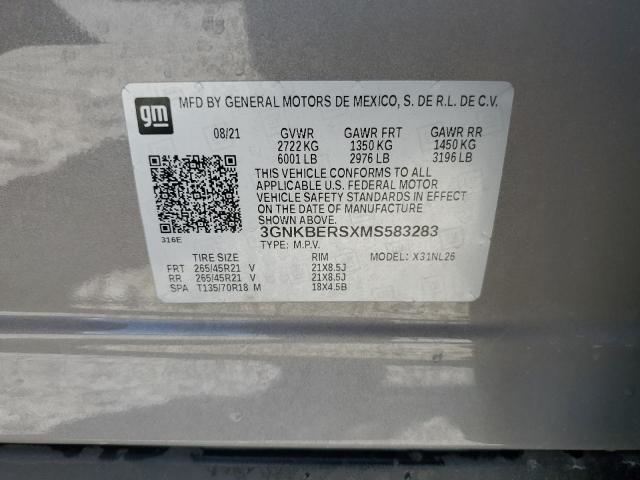 gm
MFD BY GENERAL MOTORS DE MEXICO, S. DE R.L. DE C.V.
08/21 GVWR GAWR FRT GAWR RR
2722 KG 1350 KG 1450 KG
6001 LB 2976 LB 3196 LB
THIS VEHICLE CONFORMS TO ALL
APPLICABLE U.S. FEDERAL MOTOR
VEHICLE SAFETY STANDARDS IN EFFECT
ON THE DATE OF MANUFACTURE
SHOWN ABOVE.
3GNKBERSXMS583283
316E TYPE: M.P.V.
TIRE SIZE RIM MODEL: X31NL26
FRT 265/45R21 V 21X8.5J
RR 265/45R21 V 21X8.5J
SPA T135/70R18 M 18X4.5B